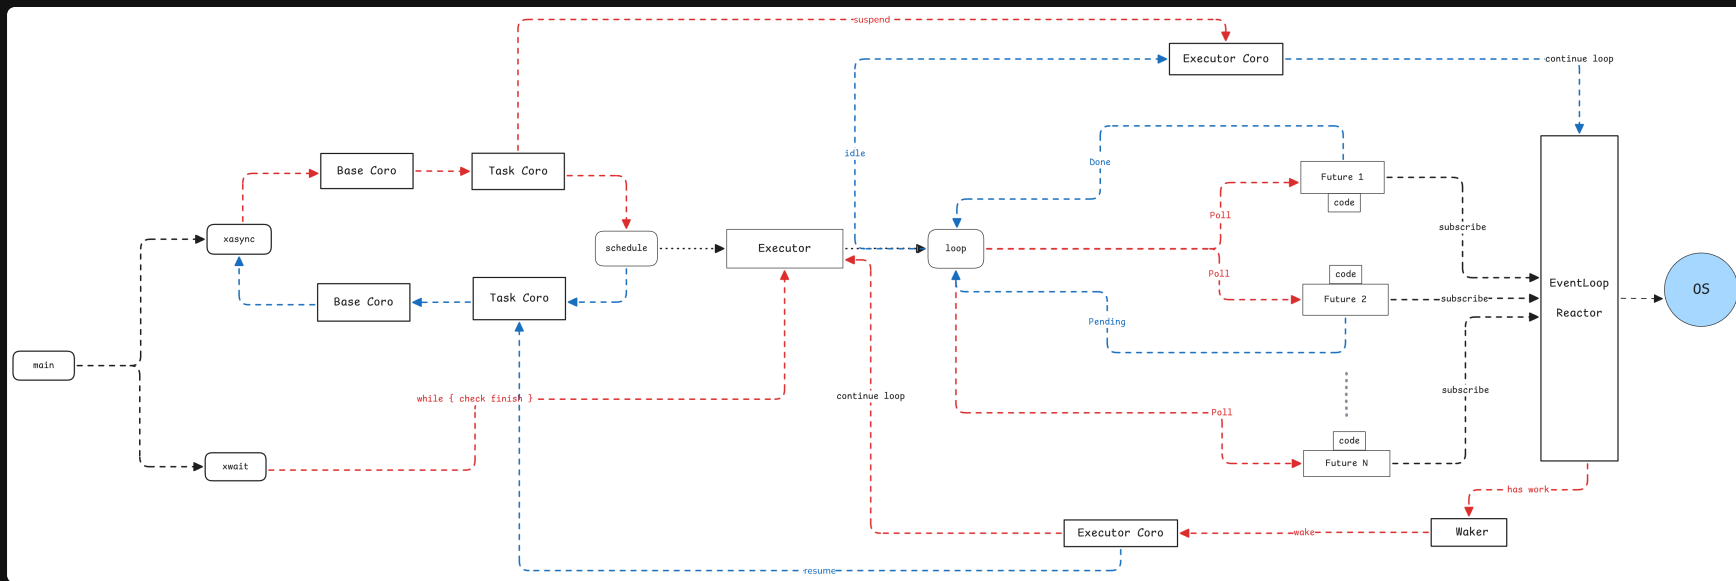 suspend
Executor Coro
continue loop
idle
Done
Base Coro
Task Coro
Future 1
code
Poll
subscribe
xasync
schedule
Executor
loop
Poll
code
Future 2
subscribe
EventLoop
Reactor
OS
Base Coro
Task Coro
Pending
main
while { check finish }
continue loop
subscribe
Poll
code
Future N
xwait
has work
Executor Coro
wake
Waker
resume